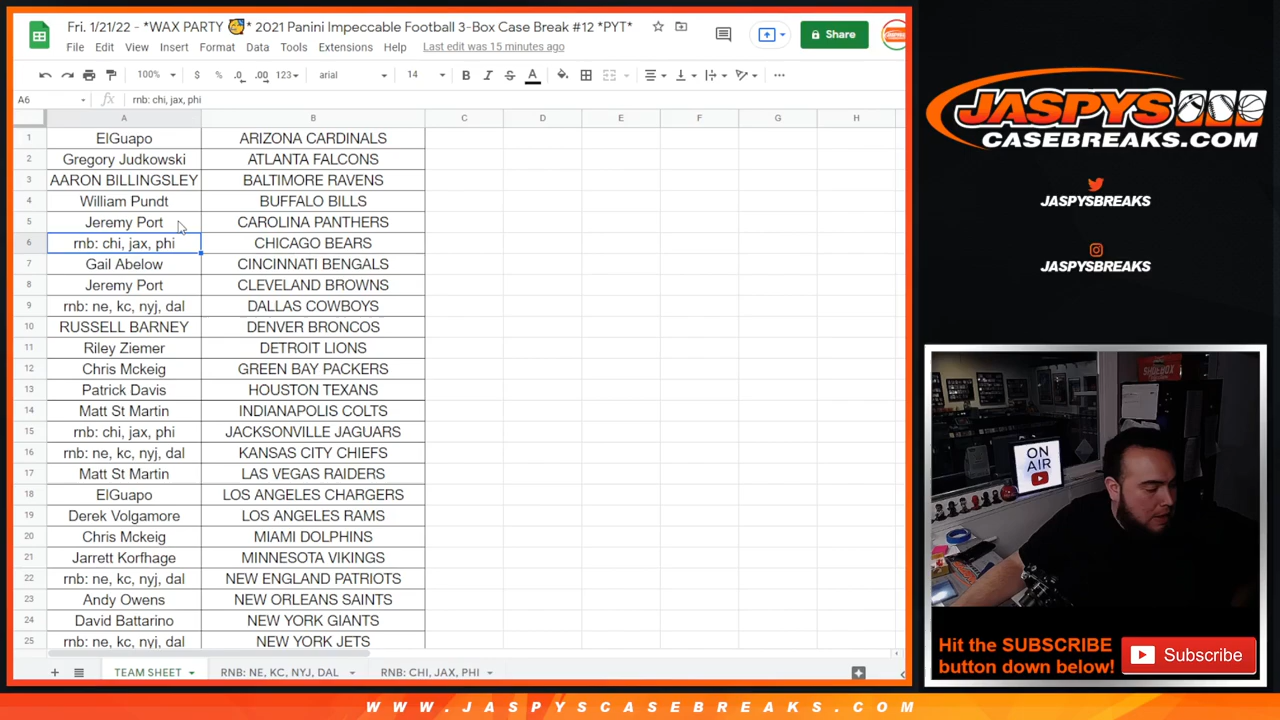 Fri. 1/21/22 - *WAX PARTY 🥳* 2021 Panini Impeccable Football 3-Box Case Break #12 *PYT*
File Edit View Insert Format Data Tools Extensions Help Last edit was 15 minutes ago
Share
100% $ % .0 .00 123 arial 14 B I S A
A6 fx rnb: chi, jax, phi
A B C D E F G H
1 ElGuapo ARIZONA CARDINALS
2 Gregory Judkowski ATLANTA FALCONS
3 AARON BILLINGSLEY BALTIMORE RAVENS
4 William Pundt BUFFALO BILLS
5 Jeremy Port CAROLINA PANTHERS
6 rnb: chi, jax, phi CHICAGO BEARS
7 Gail Abelow CINCINNATI BENGALS
8 Jeremy Port CLEVELAND BROWNS
9 rnb: ne, kc, nyj, dal DALLAS COWBOYS
10 RUSSELL BARNEY DENVER BRONCOS
11 Riley Ziemer DETROIT LIONS
12 Chris Mckeig GREEN BAY PACKERS
13 Patrick Davis HOUSTON TEXANS
14 Matt St Martin INDIANAPOLIS COLTS
15 rnb: chi, jax, phi JACKSONVILLE JAGUARS
16 rnb: ne, kc, nyj, dal KANSAS CITY CHIEFS
17 Matt St Martin LAS VEGAS RAIDERS
18 ElGuapo LOS ANGELES CHARGERS
19 Derek Volgamore LOS ANGELES RAMS
20 Chris Mckeig MIAMI DOLPHINS
21 Jarrett Korfhage MINNESOTA VIKINGS
22 rnb: ne, kc, nyj, dal NEW ENGLAND PATRIOTS
23 Andy Owens NEW ORLEANS SAINTS
24 David Battarino NEW YORK GIANTS
25 rnb: ne, kc, nyj, dal NEW YORK JETS
TEAM SHEET RNB: NE, KC, NYJ, DAL RNB: CHI, JAX, PHI
JASPYS
CASEBREAKS.COM
JASPYSBREAKS
JASPYSBREAKS
ON
AIR
Hit the SUBSCRIBE
button down below!
Subscribe
WWW.JASPYSCASEBREAKS.COM